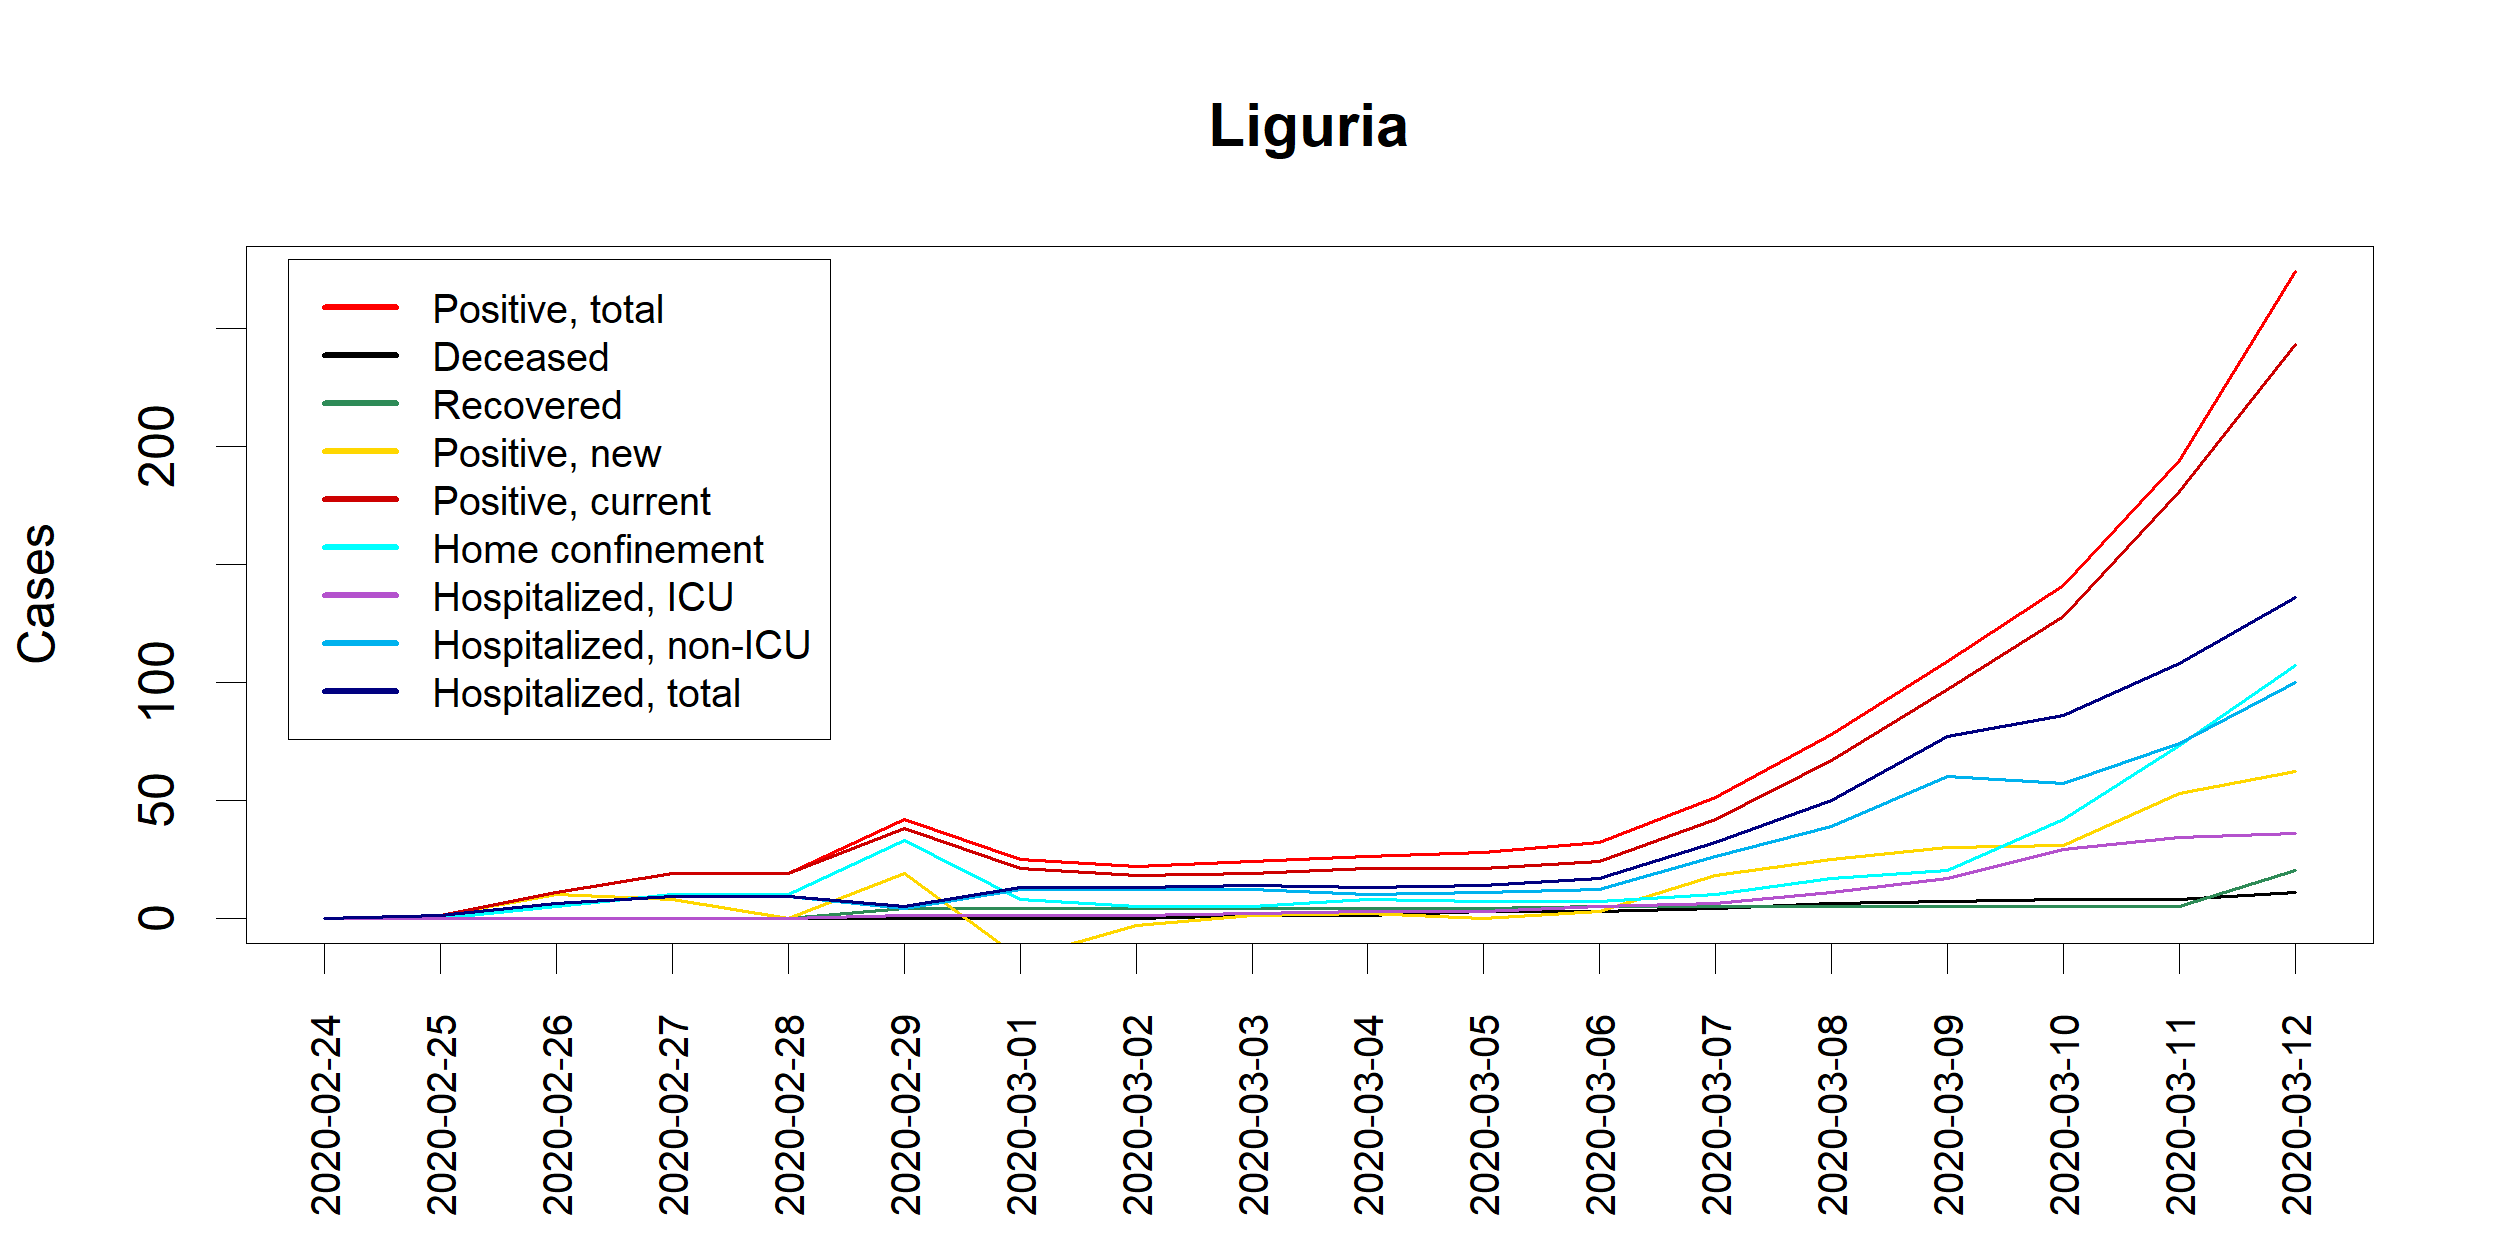 Liguria
Cases
200
100
50
0
Positive, total
Deceased
Recovered
Positive, new
Positive, current
Home confinement
Hospitalized, ICU
Hospitalized, non-ICU
Hospitalized, total
2020-02-24
2020-02-25
2020-02-26
2020-02-27
2020-02-28
2020-02-29
2020-03-01
2020-03-02
2020-03-03
2020-03-04
2020-03-05
2020-03-06
2020-03-07
2020-03-08
2020-03-09
2020-03-10
2020-03-11
2020-03-12